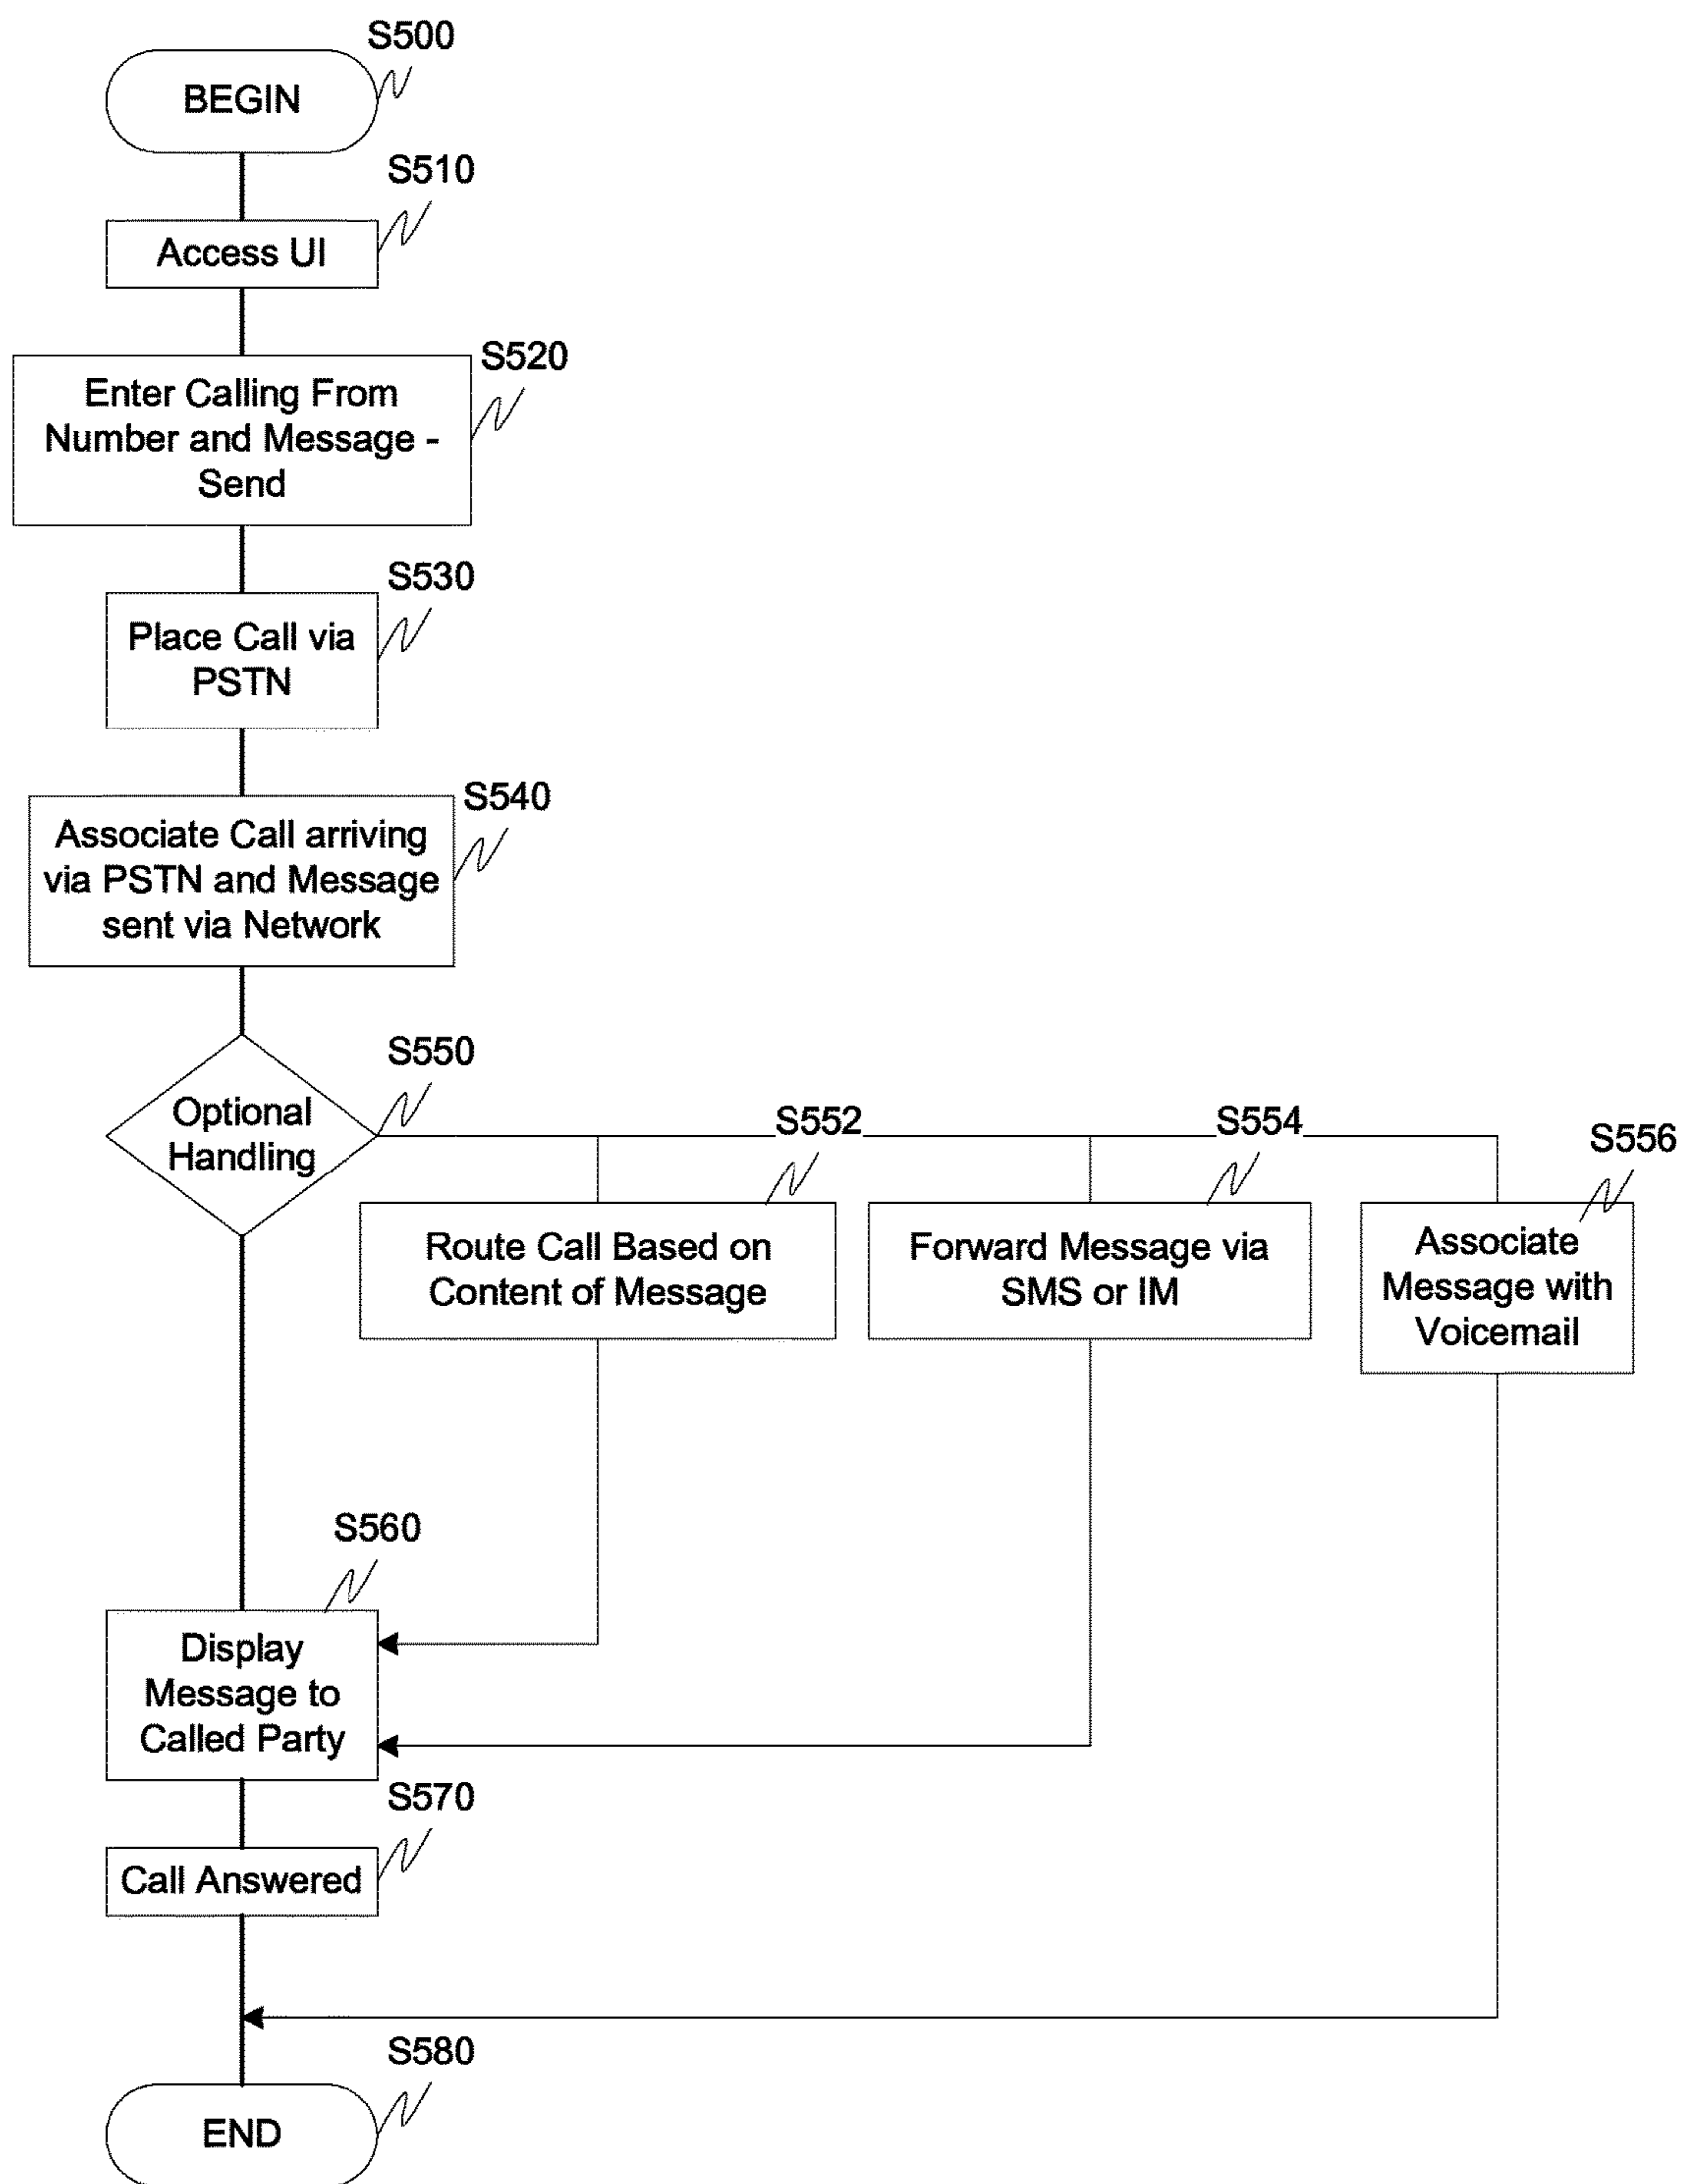 S500
BEGIN
S510
Access UI
S520
Enter Calling From
Number and Message -
Send
S530
Place Call via
PSTN
S540
Associate Call arriving
via PSTN and Message
sent via Network
S550
Optional
Handling
S552
Route Call Based on
Content of Message
S554
Forward Message via
SMS or IM
S556
Associate
Message with
Voicemail
S560
Display
Message to
Called Party
S570
Call Answered
S580
END